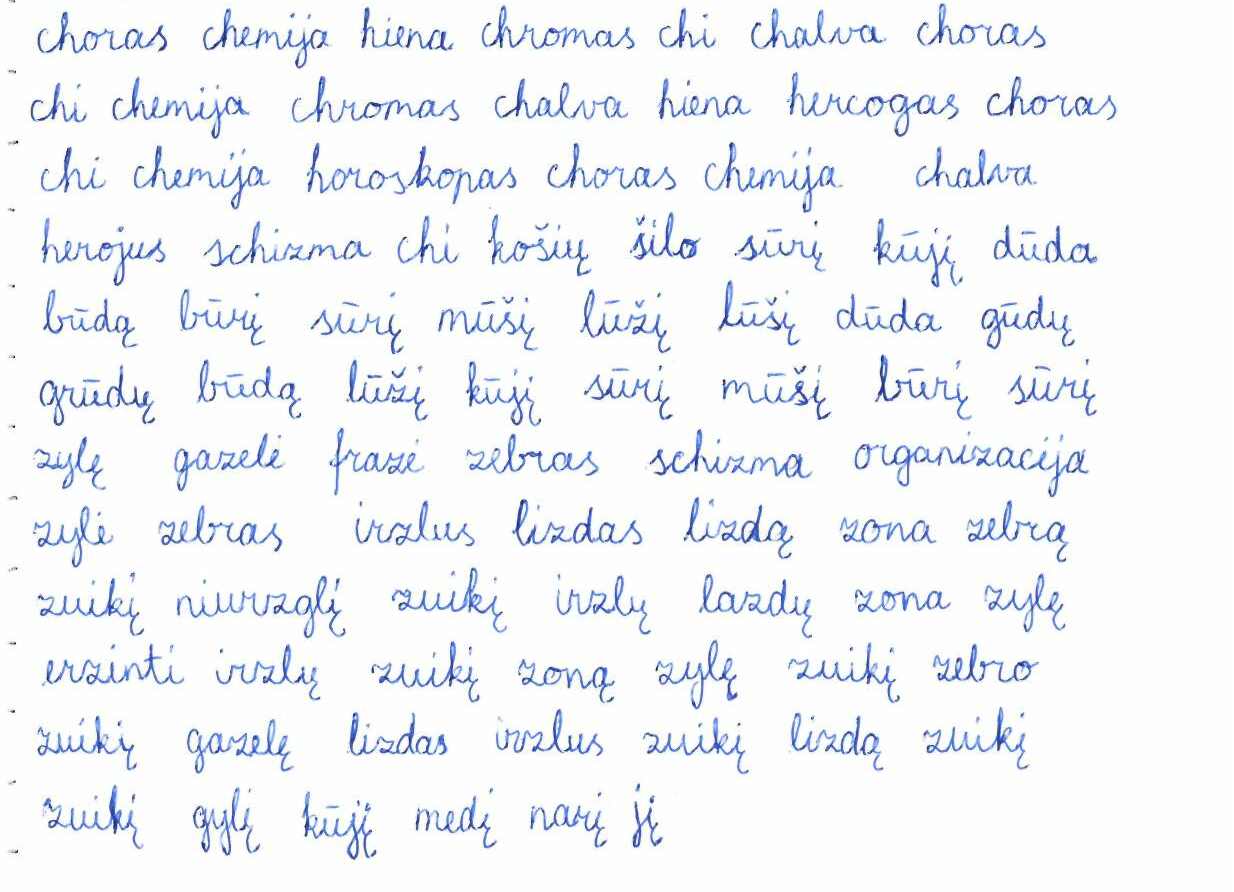 choras chemija hiena chromas chi chalva choras
chi chemija chromas chalva hiena hercogas choras
chi chemija horoskopas choras chemija chalva
herojus schizma chi košių šilo sūrį kūjį dūda
būdą būrį sūrį mūšį lūžį lūšį dūda gūdų
grūdų būdą lūžį kūjį sūrį mūšį būrį sūrį
zylę gazelė frazė zebras schizma organizacija
zylė zebras irzlus lizdas lizdą zona zebrą
zuikį niurzglį zuikį irzlų lazdų zona zylę
erzinti irzlų zuikį zoną zylę zuikį zebro
zuikių gazelę lizdas irzlus zuikį lizdą zuikį
zuikį gylį kūjį medį narį jį